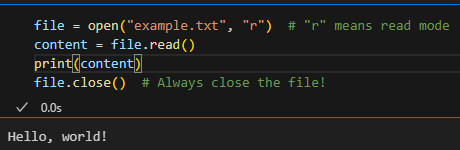 file = open("example.txt", "r")  # "r" means read mode
content = file.read()
print(content)
file.close()  # Always close the file!
0.0s
Hello, world!